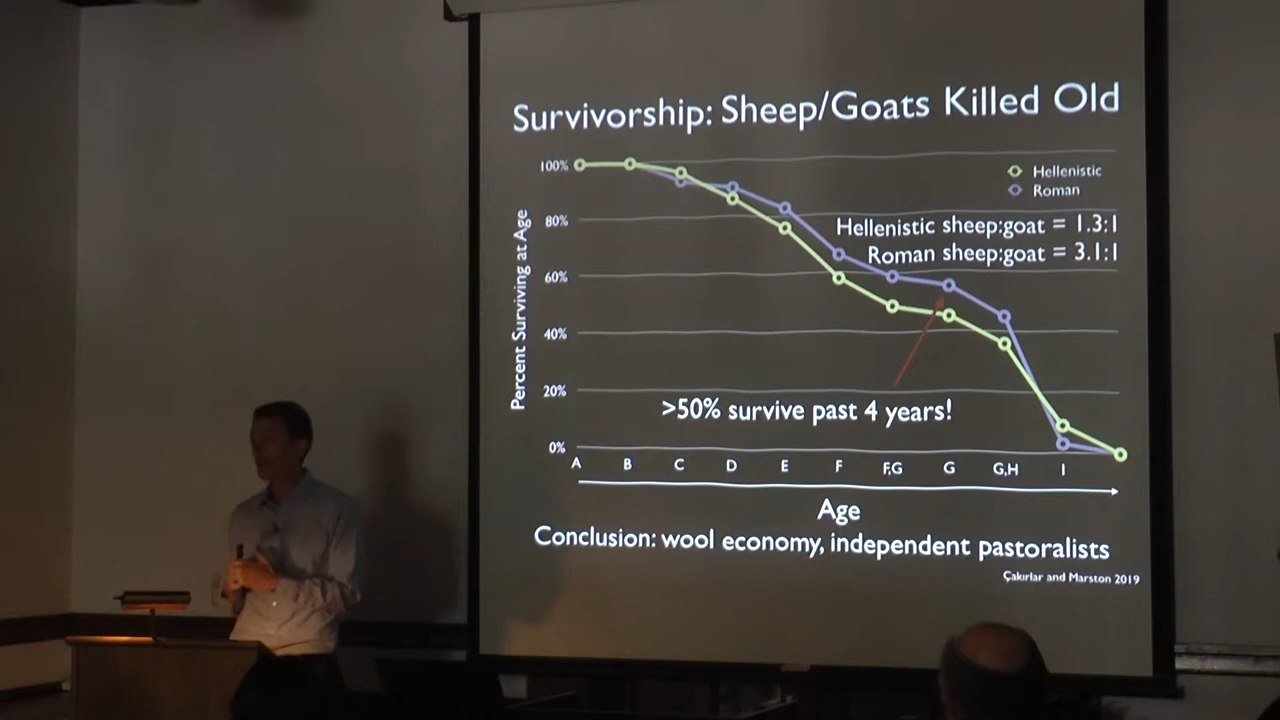 Survivorship: Sheep/Goats Killed Old
100%
Hellenistic
Roman
80%
Hellenistic sheep:goat = 1.3:1
Roman sheep:goat = 3.1:1
60%
40%
20%
0%
Percent Surviving at Age
>50% survive past 4 years!
A B C D E F F,G G G,H I
Age
Conclusion: wool economy, independent pastoralists
Çakırlar and Marston 2019